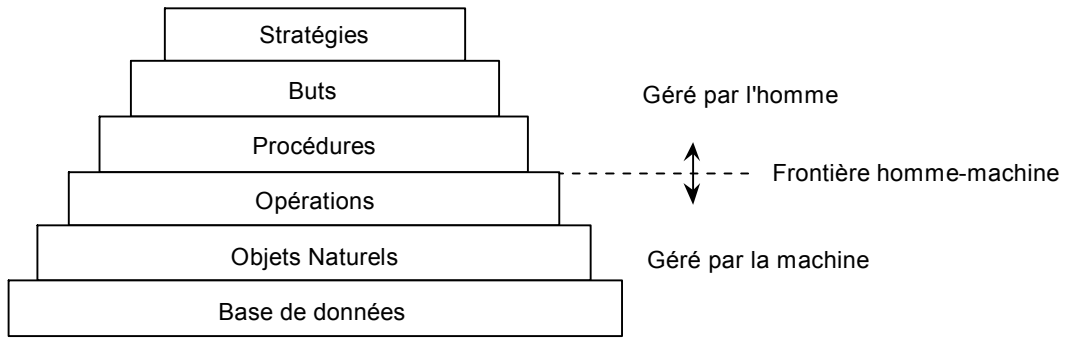 Stratégies
Buts
Géré par l'homme
Procédures
Frontière homme-machine
Opérations
Objets Naturels
Géré par la machine
Base de données